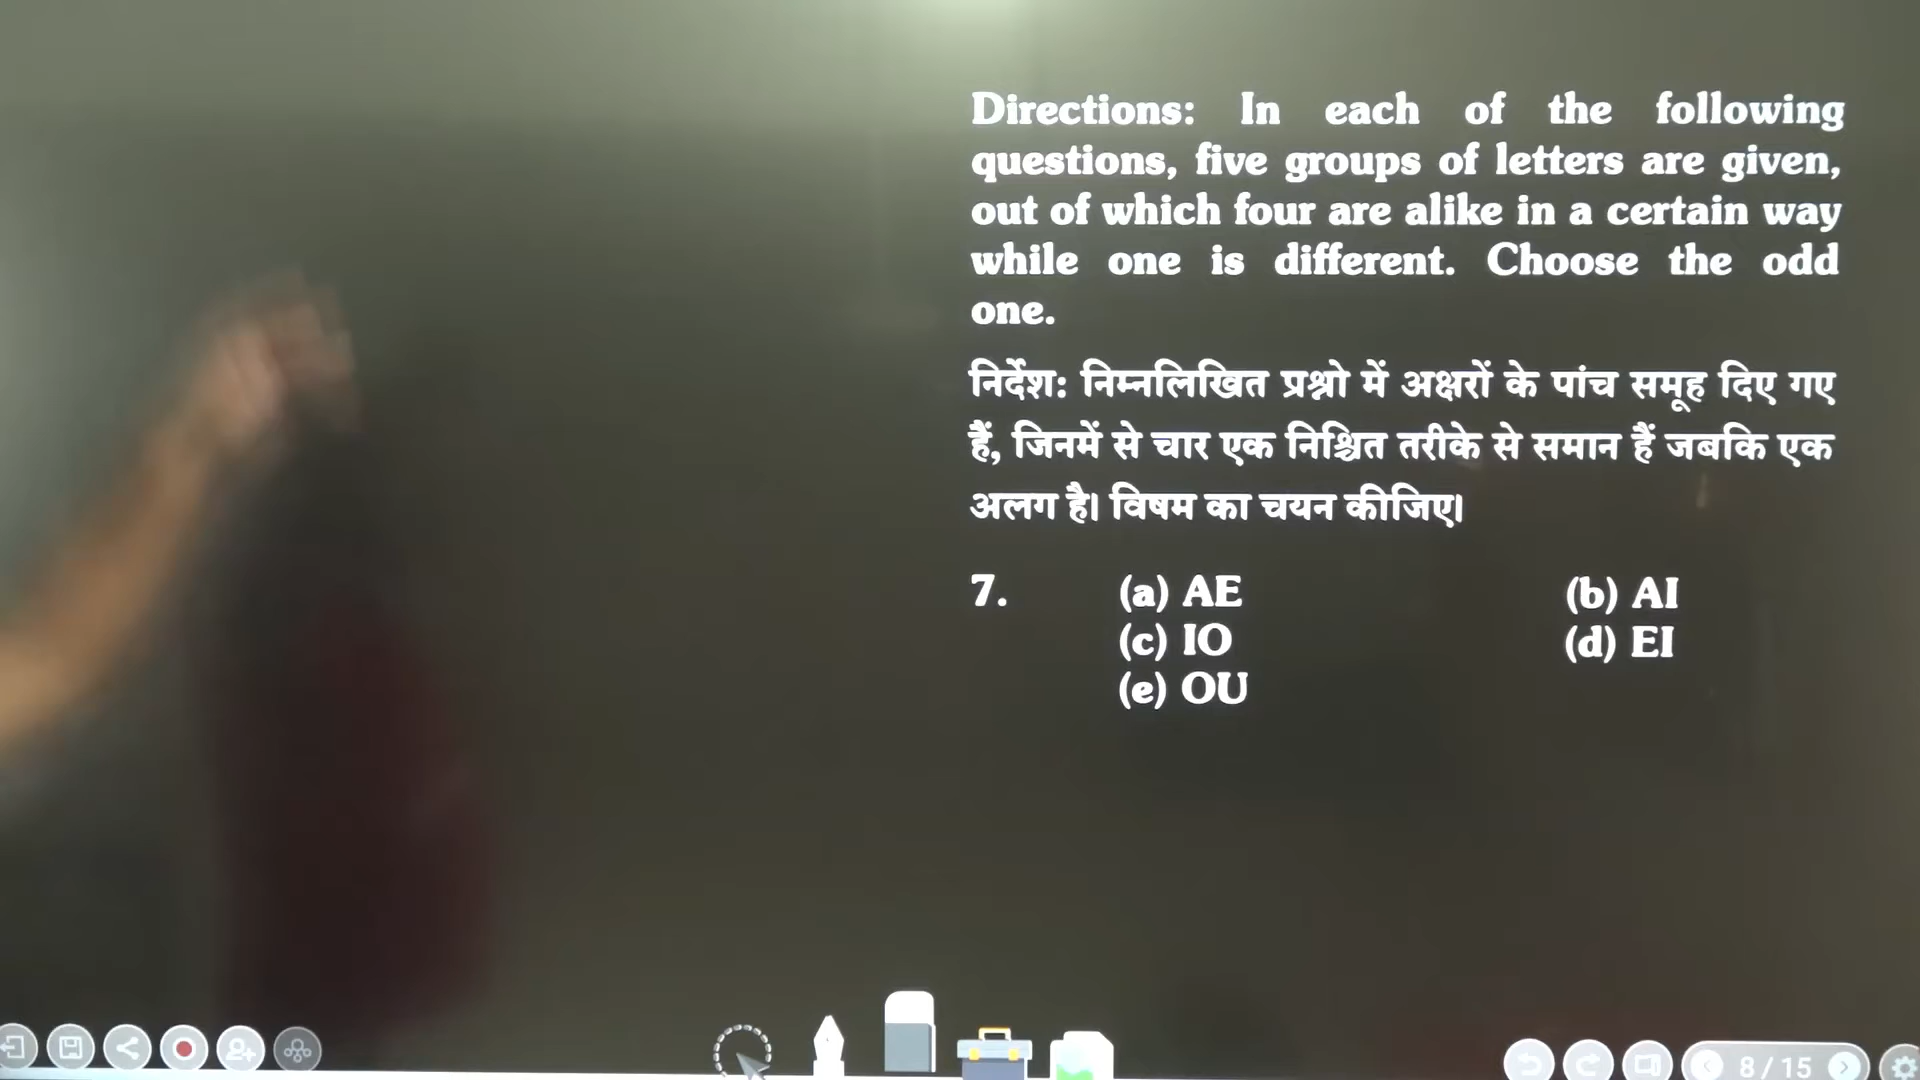 Directions: In each of the following
questions, five groups of letters are given,
out of which four are alike in a certain way
while one is different. Choose the odd
one.
निर्देश: निम्नलिखित प्रश्नो में अक्षरों के पांच समूह दिए गए
हैं, जिनमें से चार एक निश्चित तरीके से समान हैं जबकि एक
अलग है। विषम का चयन कीजिए।
7. (a) AE (b) AI
(c) IO (d) EI
(e) OU
8 / 15